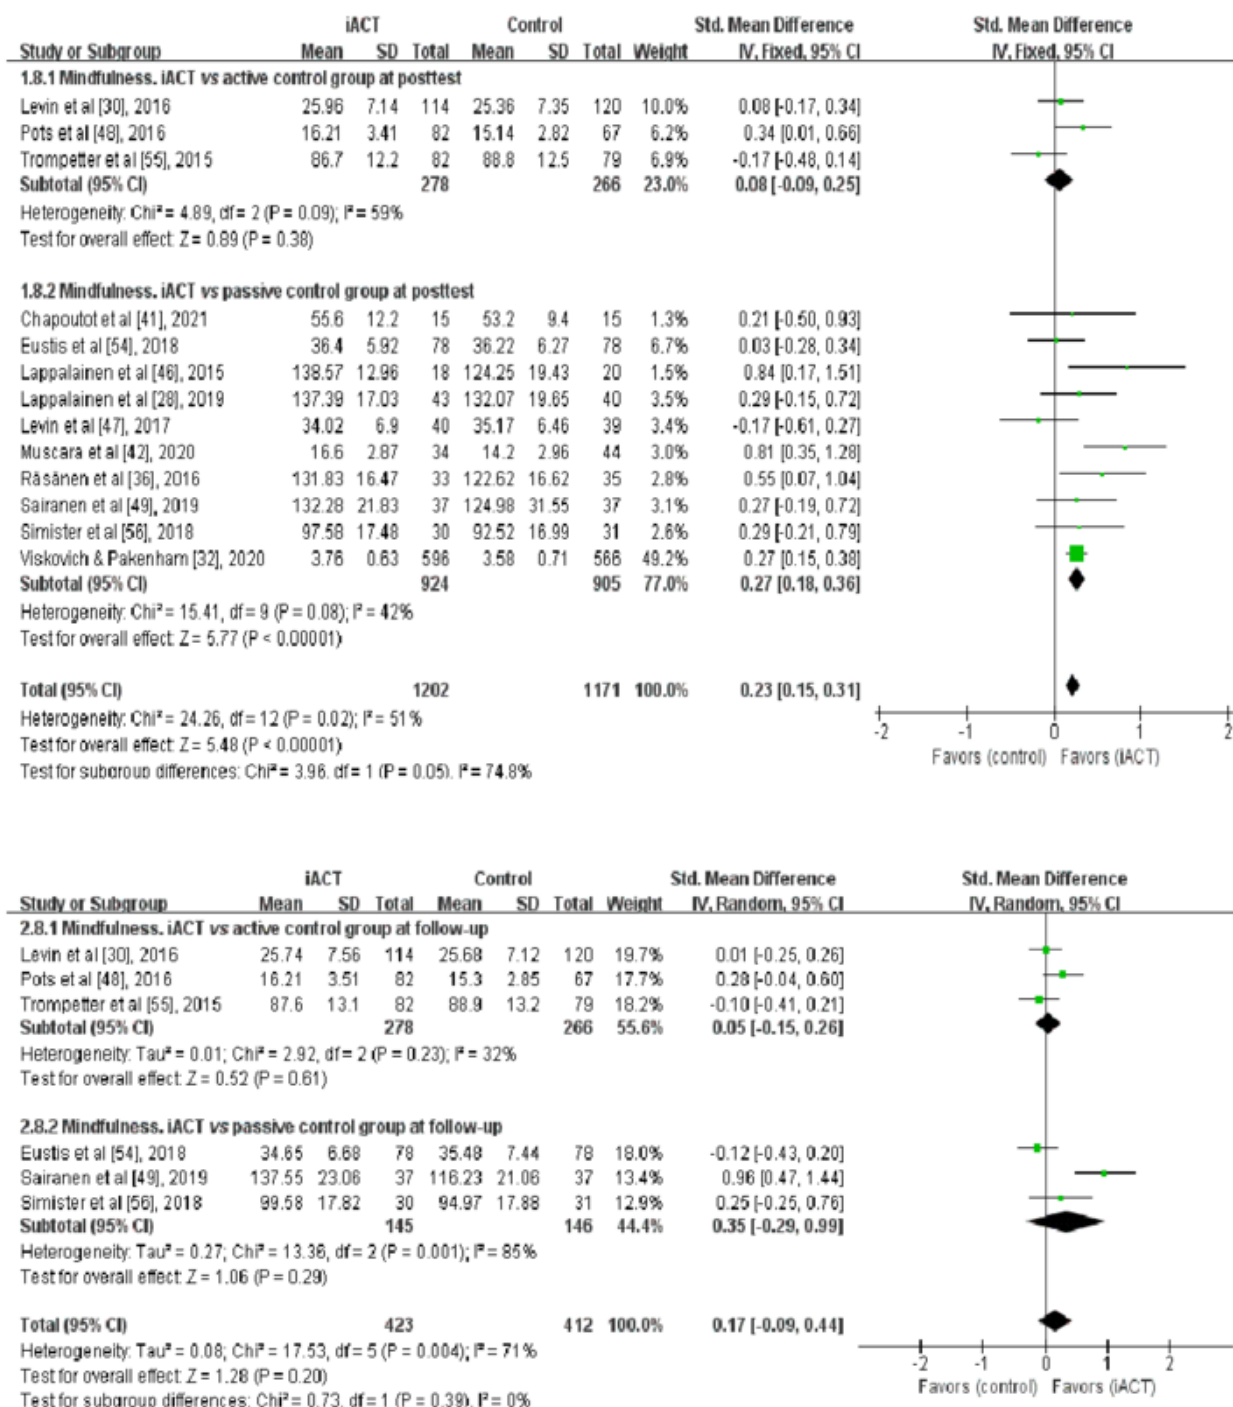 iACT Control Std. Mean Difference Std. Mean Difference
Study or Subgroup Mean SD Total Mean SD Total Weight IV, Fixed, 95% CI IV, Fixed, 95% CI
1.8.1 Mindfulness. iACT vs active control group at posttest
Levin et al [30], 2016 25.96 7.14 114 25.36 7.35 120 10.0% 0.08 [-0.17, 0.34]
Pots et al [48], 2016 16.21 3.41 82 15.14 2.82 67 6.2% 0.34 [0.01, 0.66]
Trompetter et al [55], 2015 86.7 12.2 82 88.8 12.5 79 6.9% -0.17 [-0.48, 0.14]
Subtotal (95% CI) 278 266 23.0% 0.08 [-0.09, 0.25]
Heterogeneity: Chi² = 4.89, df = 2 (P = 0.09); I² = 59%
Test for overall effect: Z = 0.89 (P = 0.38)
1.8.2 Mindfulness. iACT vs passive control group at posttest
Chapoutot et al [41], 2021 55.6 12.2 15 53.2 9.4 15 1.3% 0.21 [-0.50, 0.93]
Eustis et al [54], 2018 36.4 5.92 78 36.22 6.27 78 6.7% 0.03 [-0.28, 0.34]
Lappalainen et al [46], 2015 138.57 12.96 18 124.25 19.43 20 1.5% 0.84 [0.17, 1.51]
Lappalainen et al [28], 2019 137.39 17.03 43 132.07 19.65 40 3.5% 0.29 [-0.15, 0.72]
Levin et al [47], 2017 34.02 6.9 40 35.17 6.46 39 3.4% -0.17 [-0.61, 0.27]
Muscara et al [42], 2020 16.6 2.87 34 14.2 2.96 44 3.0% 0.81 [0.35, 1.28]
Räsänen et al [36], 2016 131.83 16.47 33 122.62 16.62 35 2.8% 0.55 [0.07, 1.04]
Sairanen et al [49], 2019 132.28 21.83 37 124.98 31.55 37 3.1% 0.27 [-0.19, 0.72]
Simister et al [56], 2018 97.58 17.48 30 92.52 16.99 31 2.6% 0.29 [-0.21, 0.79]
Viskovich & Pakenham [32], 2020 3.76 0.63 596 3.58 0.71 566 49.2% 0.27 [0.15, 0.38]
Subtotal (95% CI) 924 905 77.0% 0.27 [0.18, 0.36]
Heterogeneity: Chi² = 15.41, df = 9 (P = 0.08); I² = 42%
Test for overall effect: Z = 5.77 (P < 0.00001)
Total (95% CI) 1202 1171 100.0% 0.23 [0.15, 0.31]
Heterogeneity: Chi² = 24.26, df = 12 (P = 0.02); I² = 51%
Test for overall effect: Z = 5.48 (P < 0.00001)
Test for subgroup differences: Chi² = 3.96. df = 1 (P = 0.05). I² = 74.8%
-2 -1 0 1 2
Favors (control) Favors (iACT)
iACT Control Std. Mean Difference Std. Mean Difference
Study or Subgroup Mean SD Total Mean SD Total Weight IV, Random, 95% CI IV, Random, 95% CI
2.8.1 Mindfulness. iACT vs active control group at follow-up
Levin et al [30], 2016 25.74 7.56 114 25.68 7.12 120 19.7% 0.01 [-0.25, 0.26]
Pots et al [48], 2016 16.21 3.51 82 15.3 2.85 67 17.7% 0.28 [-0.04, 0.60]
Trompetter et al [55], 2015 87.6 13.1 82 88.9 13.2 79 18.2% -0.10 [-0.41, 0.21]
Subtotal (95% CI) 278 266 55.6% 0.05 [-0.15, 0.26]
Heterogeneity: Tau² = 0.01; Chi² = 2.92, df = 2 (P = 0.23); I² = 32%
Test for overall effect: Z = 0.52 (P = 0.61)
2.8.2 Mindfulness. iACT vs passive control group at follow-up
Eustis et al [54], 2018 34.65 6.68 78 35.48 7.44 78 18.0% -0.12 [-0.43, 0.20]
Sairanen et al [49], 2019 137.55 23.06 37 116.23 21.06 37 13.4% 0.96 [0.47, 1.44]
Simister et al [56], 2018 99.58 17.82 30 94.97 17.88 31 12.9% 0.25 [-0.25, 0.76]
Subtotal (95% CI) 145 146 44.4% 0.35 [-0.29, 0.99]
Heterogeneity: Tau² = 0.27; Chi² = 13.36, df = 2 (P = 0.001); I² = 85%
Test for overall effect: Z = 1.06 (P = 0.29)
Total (95% CI) 423 412 100.0% 0.17 [-0.09, 0.44]
Heterogeneity: Tau² = 0.08; Chi² = 17.53, df = 5 (P = 0.004); I² = 71%
Test for overall effect: Z = 1.28 (P = 0.20)
Test for subgroup differences: Chi² = 0.73. df = 1 (P = 0.39). I² = 0%
-2 -1 0 1 2
Favors (control) Favors (iACT)